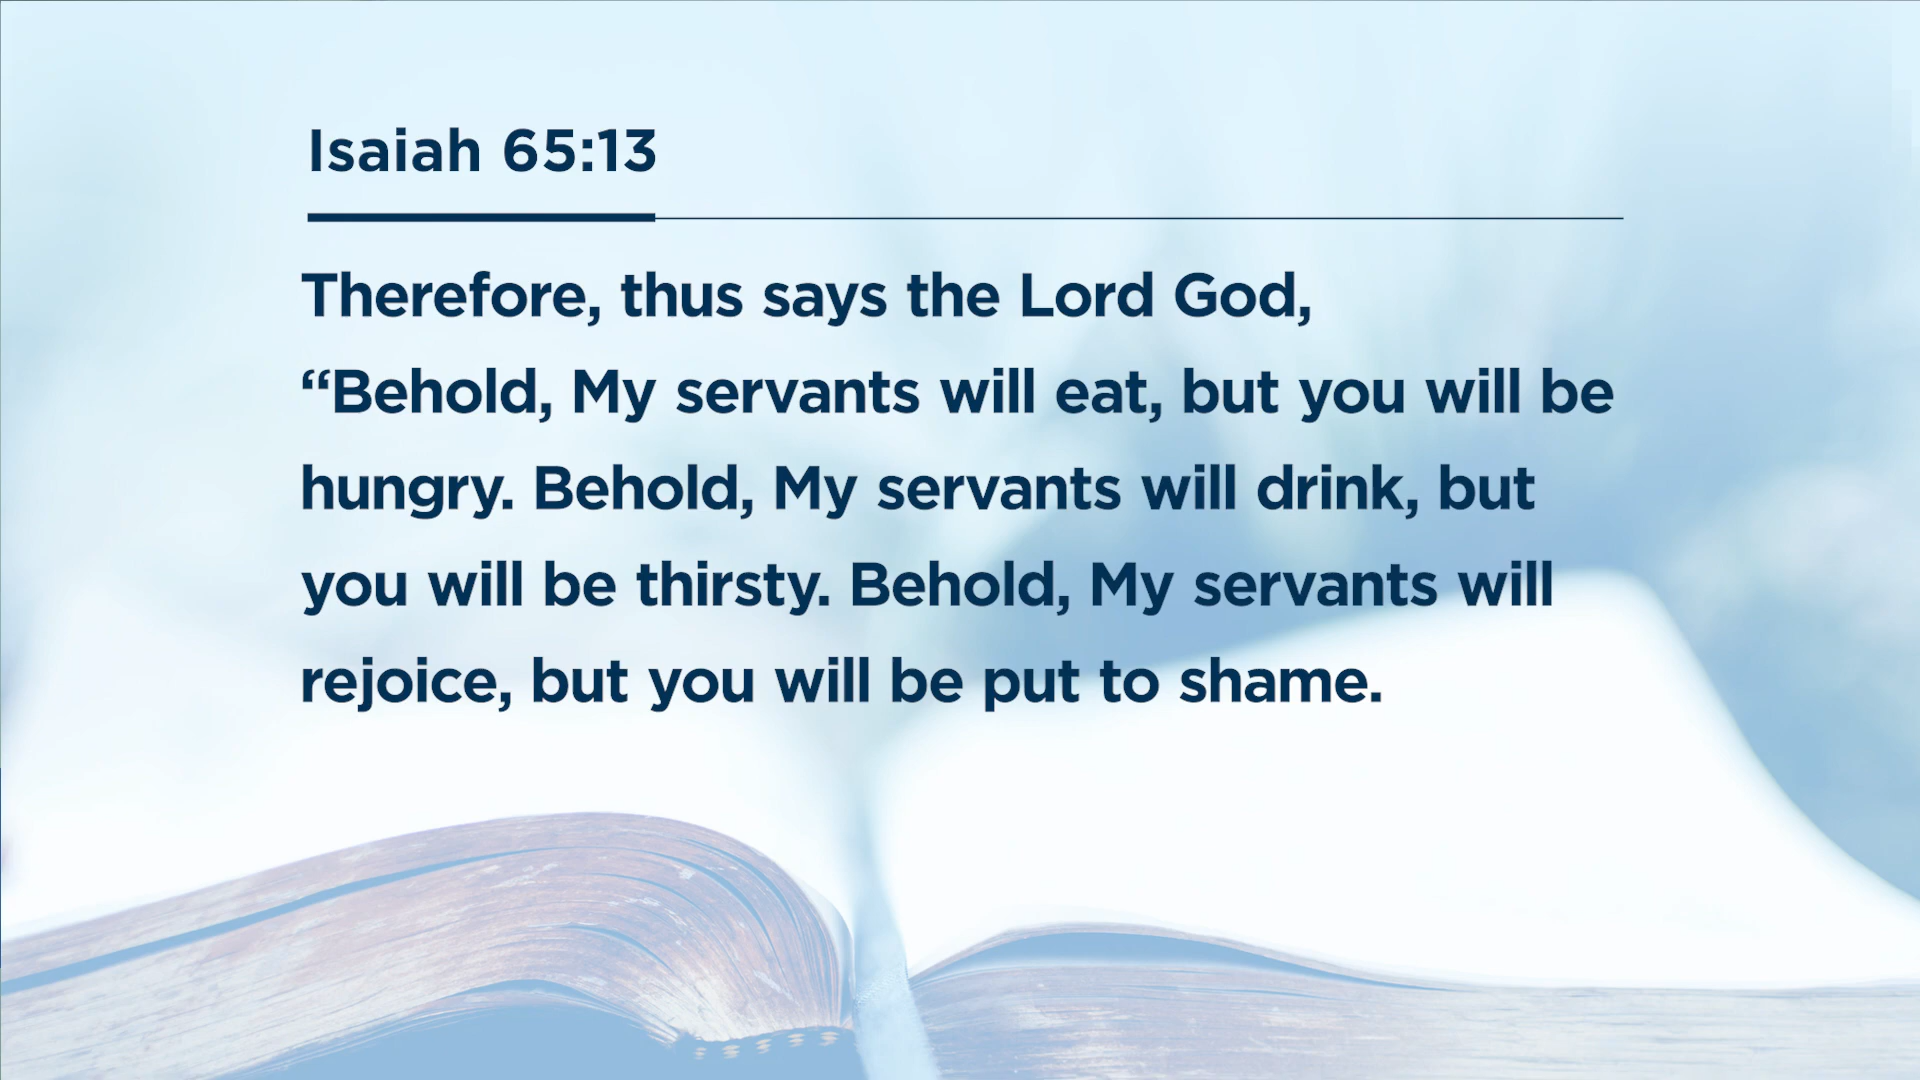 Isaiah 65:13
Therefore, thus says the Lord God,
“Behold, My servants will eat, but you will be
hungry. Behold, My servants will drink, but
you will be thirsty. Behold, My servants will
rejoice, but you will be put to shame.